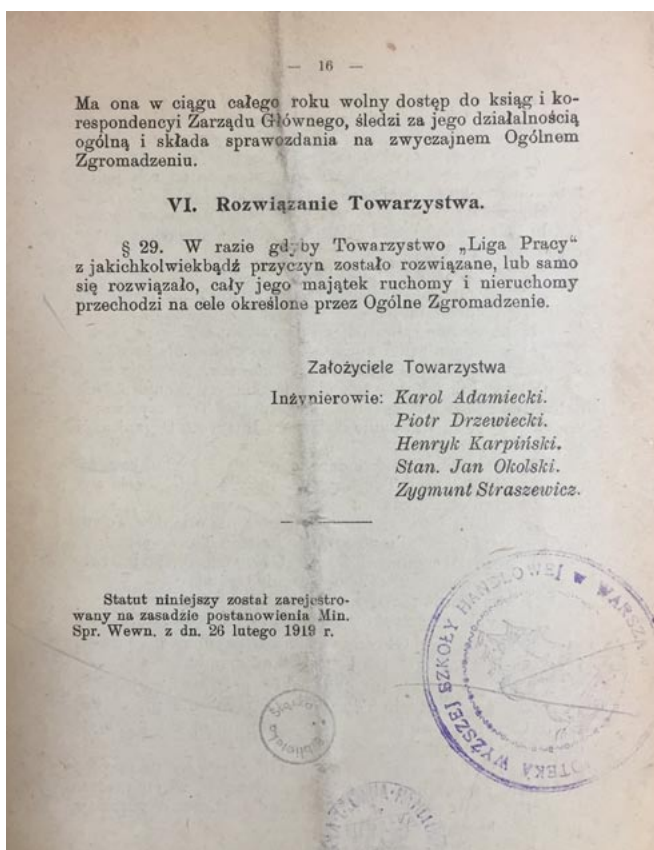 — 16 —
Ma ona w ciągu całego roku wolny dostęp do ksiąg i ko-
respondencyi Zarządu Głównego, śledzi za jego działalnością
ogólną i składa sprawozdania na zwyczajnem Ogólnem
Zgromadzeniu.
VI. Rozwiązanie Towarzystwa.
§ 29. W razie gdyby Towarzystwo „Liga Pracy“
z jakichkolwiekbądź przyczyn zostało rozwiązane, lub samo
się rozwiązało, cały jego majątek ruchomy i nieruchomy
przechodzi na cele określone przez Ogólne Zgromadzenie.
Założyciele Towarzystwa
Inżynierowie: Karol Adamiecki.
Piotr Drzewiecki.
Henryk Karpiński.
Stan. Jan Okolski.
Zygmunt Straszewicz.
Statut niniejszy został zarejestro-
wany na zasadzie postanowienia Min.
Spr. Wewn. z dn. 26 lutego 1919 r.
WYŻSZEJ SZKOŁY HANDLOWEJ w
Biblioteka Śląska